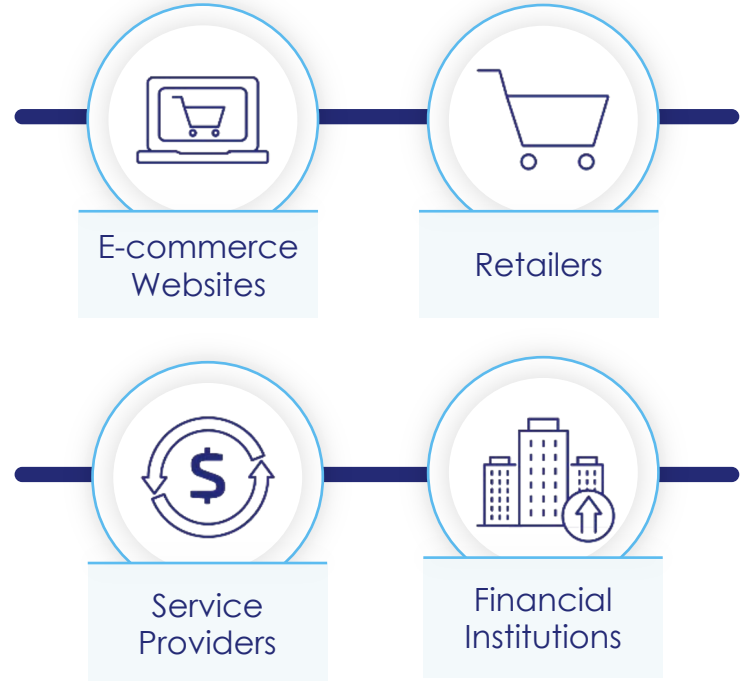 E-commerce
Websites
Retailers
$
Service
Providers
Financial
Institutions